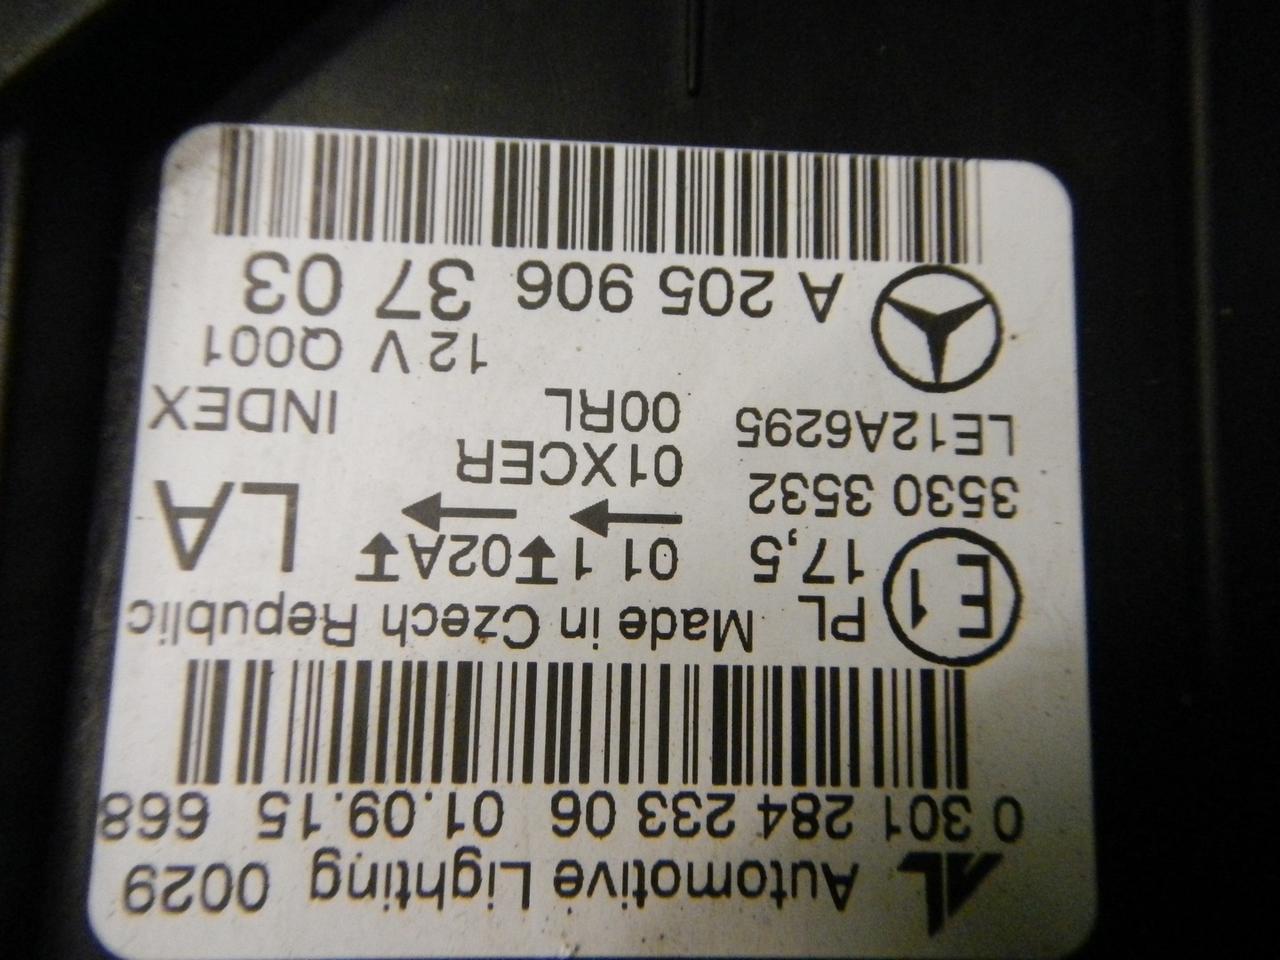 Automotive Lighting 0029
0 301 284 233 06 01.09.15 668
PL Made in Czech Republic
E1 17,5 01 1 02A LA
3530 3532
01XCER
LE12A6295 00RL INDEX
12 V Q001
A 205 906 37 03